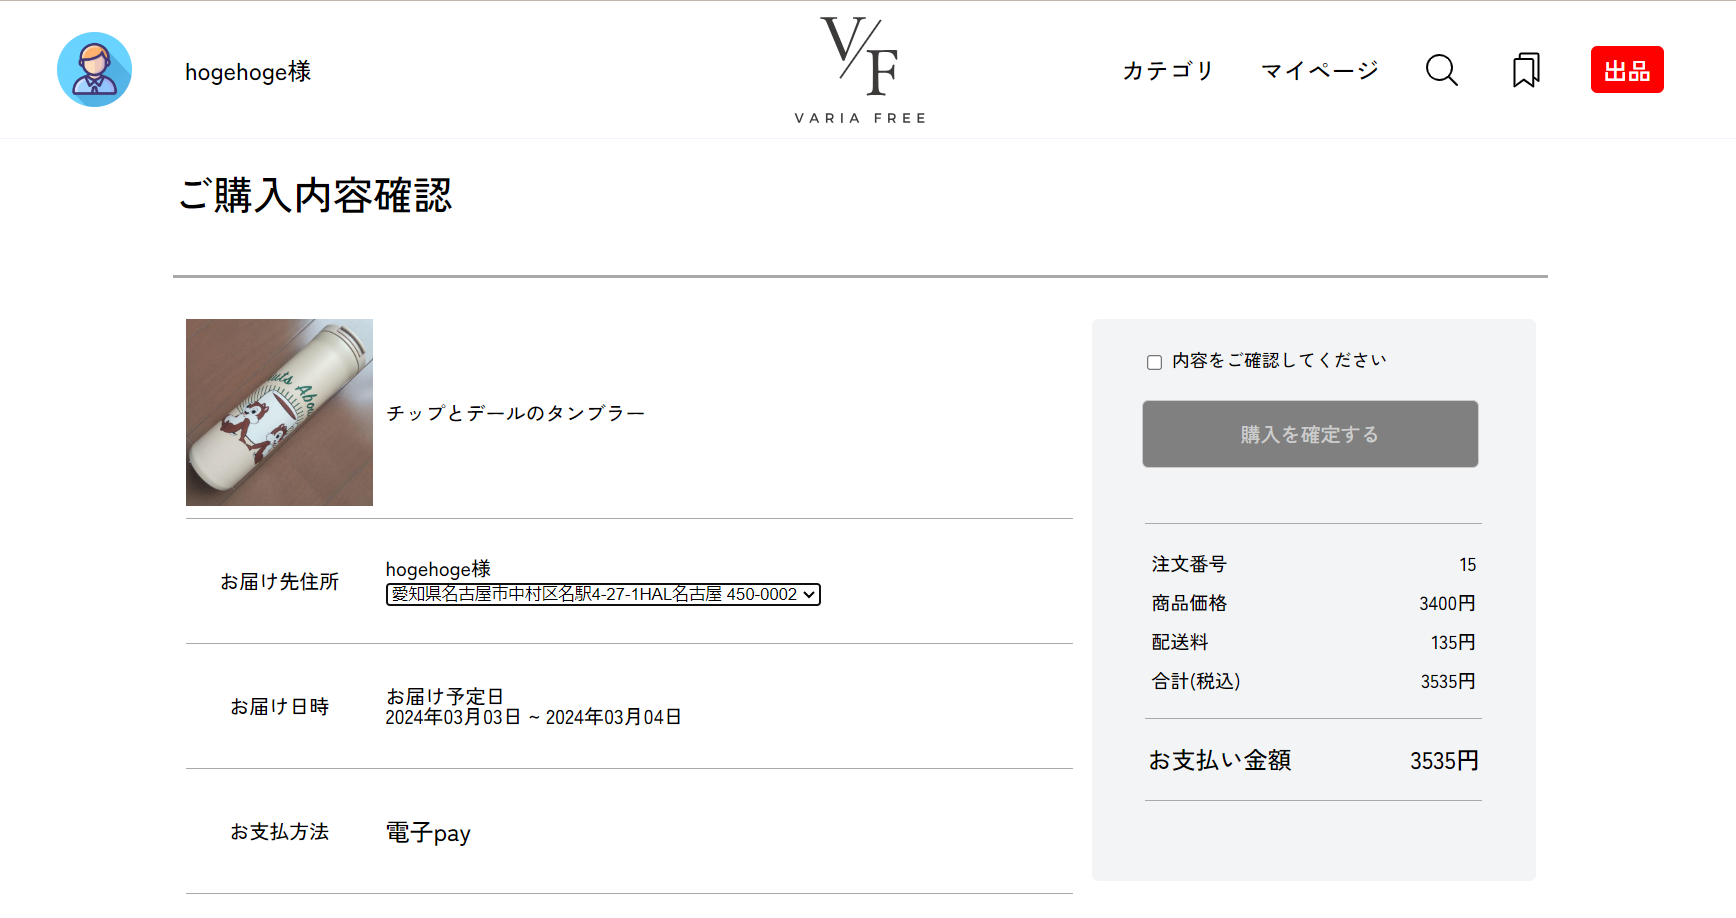 hogehoge様
VF
VARIA FREE
カテゴリ
マイページ
出品
ご購入内容確認
チップとデールのタンブラー
お届け先住所
hogehoge様
愛知県名古屋市中村区名駅4-27-1HAL名古屋 450-0002
お届け日時
お届け予定日
2024年03月03日 ~ 2024年03月04日
お支払方法
電子pay
内容をご確認してください
購入を確定する
注文番号 15
商品価格 3400円
配送料 135円
合計(税込) 3535円
お支払い金額 3535円